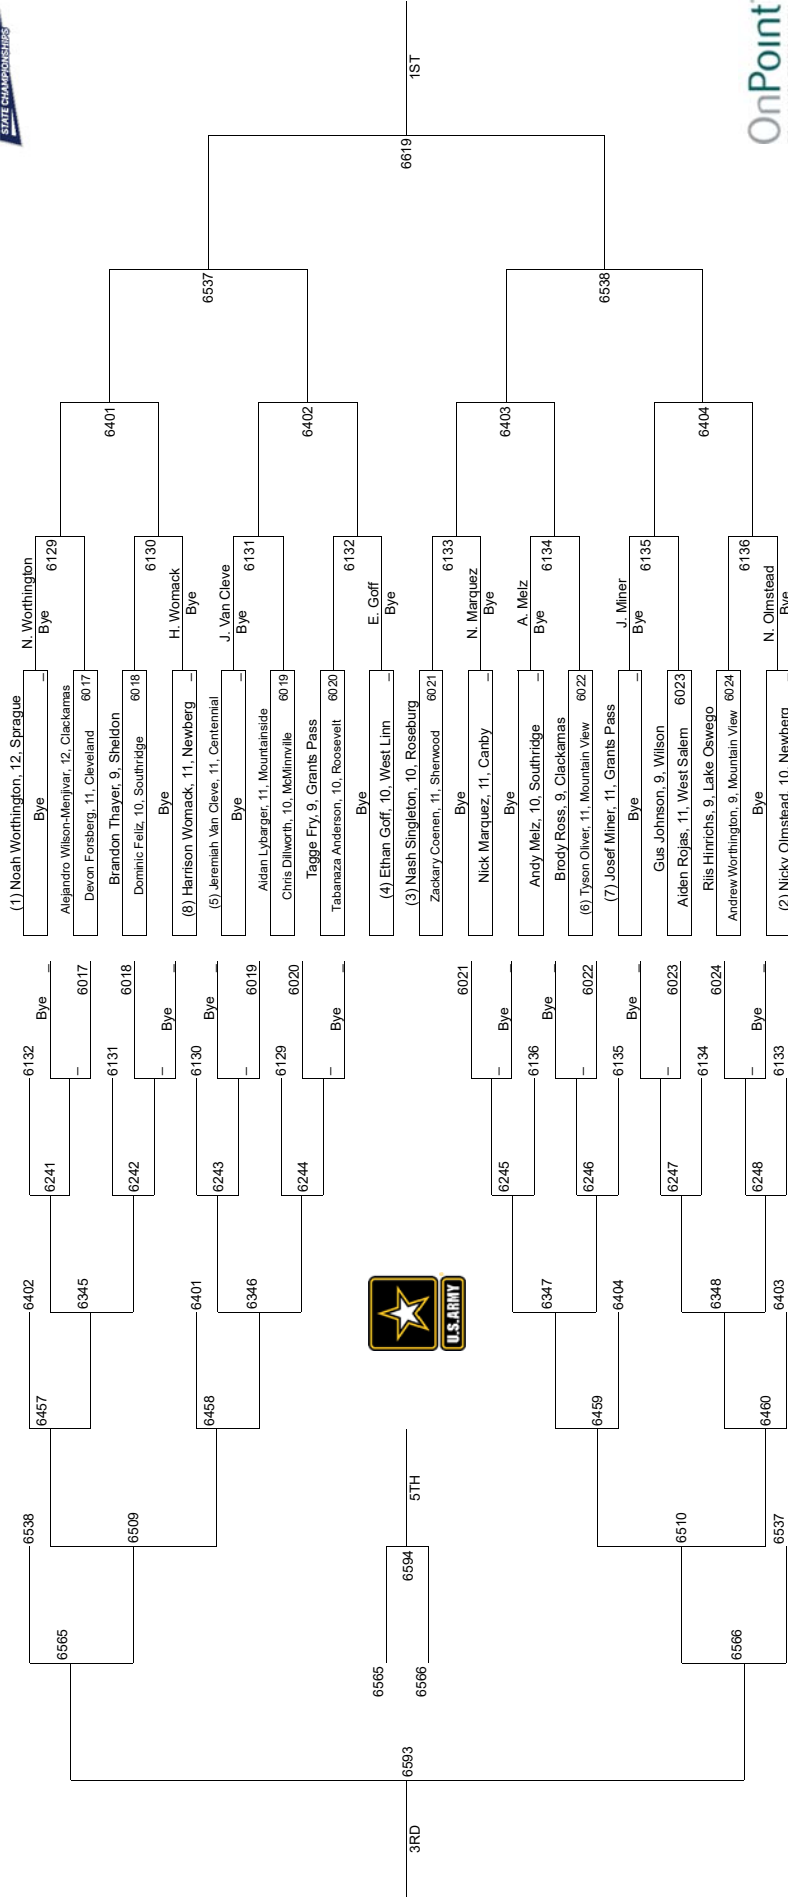 STATE CHAMPIONSHIPS
OnPoint
(1) Noah Worthington, 12, Sprague
Bye
–
Alejandro Wilson-Menjivar, 12, Clackamas
Devon Forsberg, 11, Cleveland
6017
Brandon Thayer, 9, Sheldon
Dominic Feliz, 10, Southridge
6018
Bye
(8) Harrison Womack, 11, Newberg
–
(5) Jeremiah Van Cleve, 11, Centennial
Bye
–
Aidan Lybarger, 11, Mountainside
Chris Dillworth, 10, McMinnville
6019
Tagge Fry, 9, Grants Pass
Tabanaza Anderson, 10, Roosevelt
6020
Bye
(4) Ethan Goff, 10, West Linn
–
(3) Nash Singleton, 10, Roseburg
Zackary Coenen, 11, Sherwood
6021
Bye
Nick Marquez, 11, Canby
–
Bye
Andy Melz, 10, Southridge
–
Brody Ross, 9, Clackamas
(6) Tyson Oliver, 11, Mountain View
6022
(7) Josef Miner, 11, Grants Pass
Bye
–
Gus Johnson, 9, Wilson
Aiden Rojas, 11, West Salem
6023
Riis Hinrichs, 9, Lake Oswego
Andrew Worthington, 9, Mountain View
6024
Bye
(2) Nicky Olmstead, 10, Newberg
–
N. Worthington
Bye
6129
6130
H. Womack
Bye
J. Van Cleve
Bye
6131
6132
E. Goff
Bye
6133
N. Marquez
Bye
A. Melz
Bye
6134
J. Miner
Bye
6135
6136
N. Olmstead
Bye
6401
6402
6403
6404
6537
6538
6619
1ST
Bye
–
6017
–
6018
Bye
–
–
Bye
–
6019
–
6020
Bye
–
–
6021
Bye
–
–
Bye
–
6022
–
Bye
–
6023
–
6024
Bye
–
–
6132
6131
6130
6129
6136
6135
6134
6133
6241
6242
6243
6244
6245
6246
6247
6248
6402
6345
6401
6346
6347
6404
6348
6403
U.S.ARMY
6457
6458
6459
6460
6538
6509
6510
6537
5TH
6594
6565
6566
6565
6566
6593
3RD